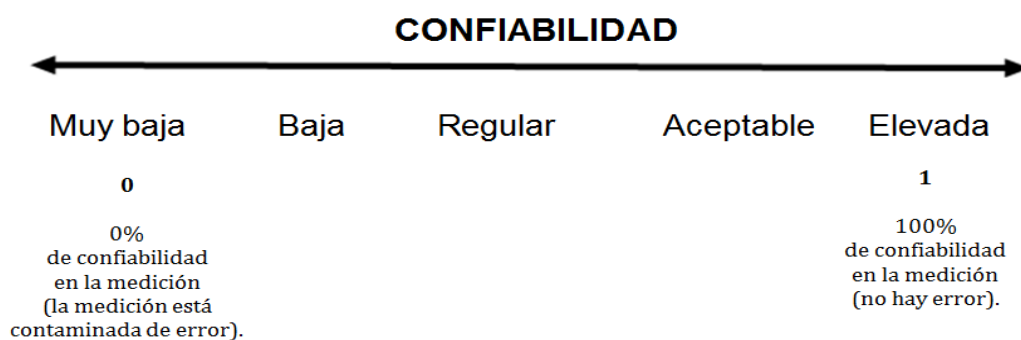 CONFIABILIDAD
Muy baja Baja Regular Aceptable Elevada
0 1
0%
de confiabilidad
en la medición
(la medición está
contaminada de error).
100%
de confiabilidad
en la medición
(no hay error).